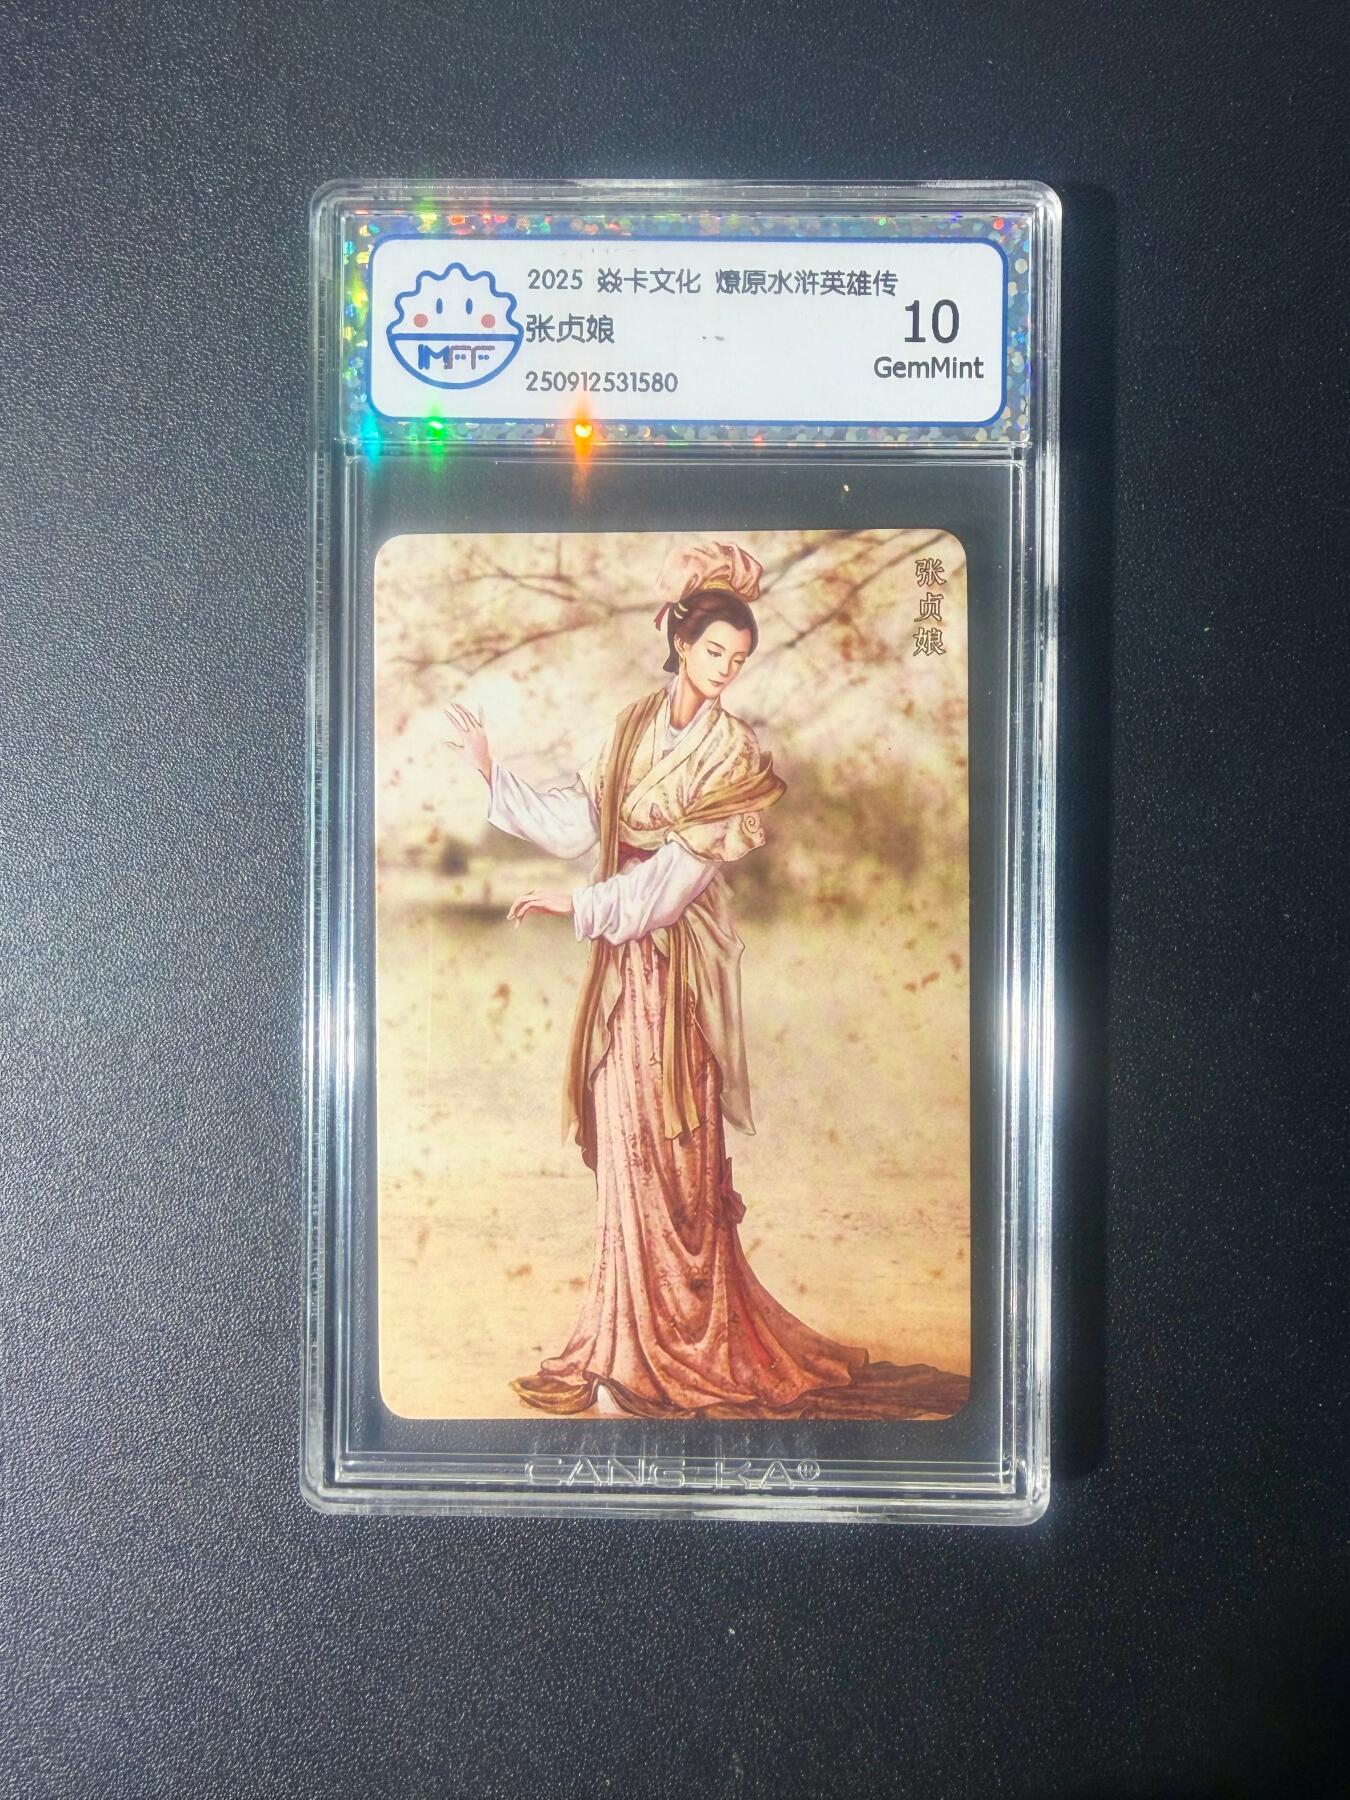 2025 焱卡文化 燎原水浒英雄传
张贞娘
250912531580
10
GemMint
IMFF
张贞娘
CANG KA®